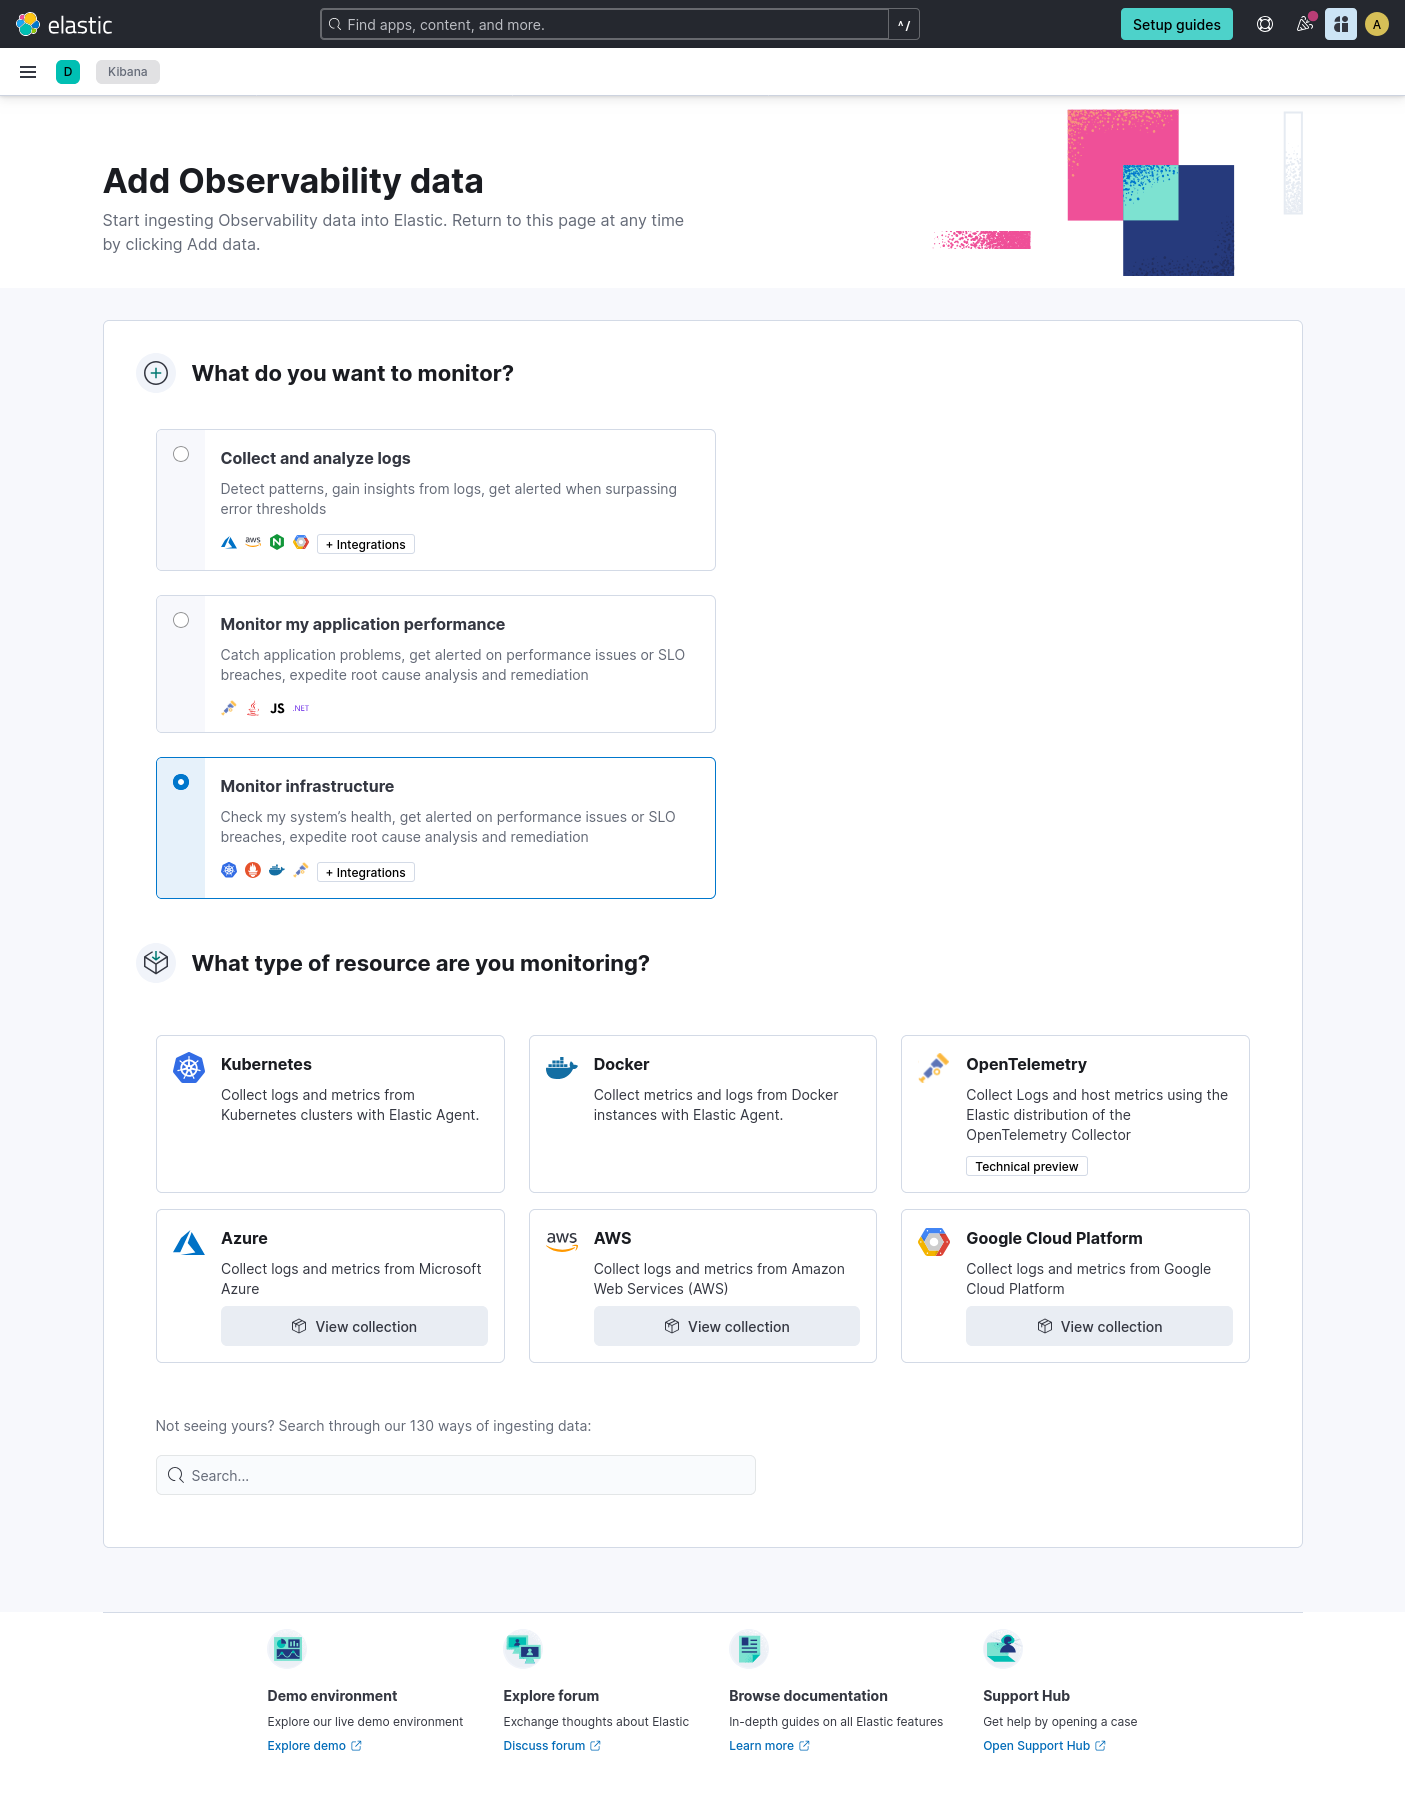 elastic
Find apps, content, and more.
^/
Setup guides
A
D
Kibana
Add Observability data
Start ingesting Observability data into Elastic. Return to this page at any time
by clicking Add data.
What do you want to monitor?
Collect and analyze logs
Detect patterns, gain insights from logs, get alerted when surpassing
error thresholds
aws
+ Integrations
Monitor my application performance
Catch application problems, get alerted on performance issues or SLO
breaches, expedite root cause analysis and remediation
JS .NET
Monitor infrastructure
Check my system’s health, get alerted on performance issues or SLO
breaches, expedite root cause analysis and remediation
+ Integrations
What type of resource are you monitoring?
Kubernetes
Collect logs and metrics from
Kubernetes clusters with Elastic Agent.
Docker
Collect metrics and logs from Docker
instances with Elastic Agent.
OpenTelemetry
Collect Logs and host metrics using the
Elastic distribution of the
OpenTelemetry Collector
Technical preview
Azure
Collect logs and metrics from Microsoft
Azure
View collection
aws
AWS
Collect logs and metrics from Amazon
Web Services (AWS)
View collection
Google Cloud Platform
Collect logs and metrics from Google
Cloud Platform
View collection
Not seeing yours? Search through our 130 ways of ingesting data:
Search...
Demo environment
Explore our live demo environment
Explore demo
Explore forum
Exchange thoughts about Elastic
Discuss forum
Browse documentation
In-depth guides on all Elastic features
Learn more
Support Hub
Get help by opening a case
Open Support Hub